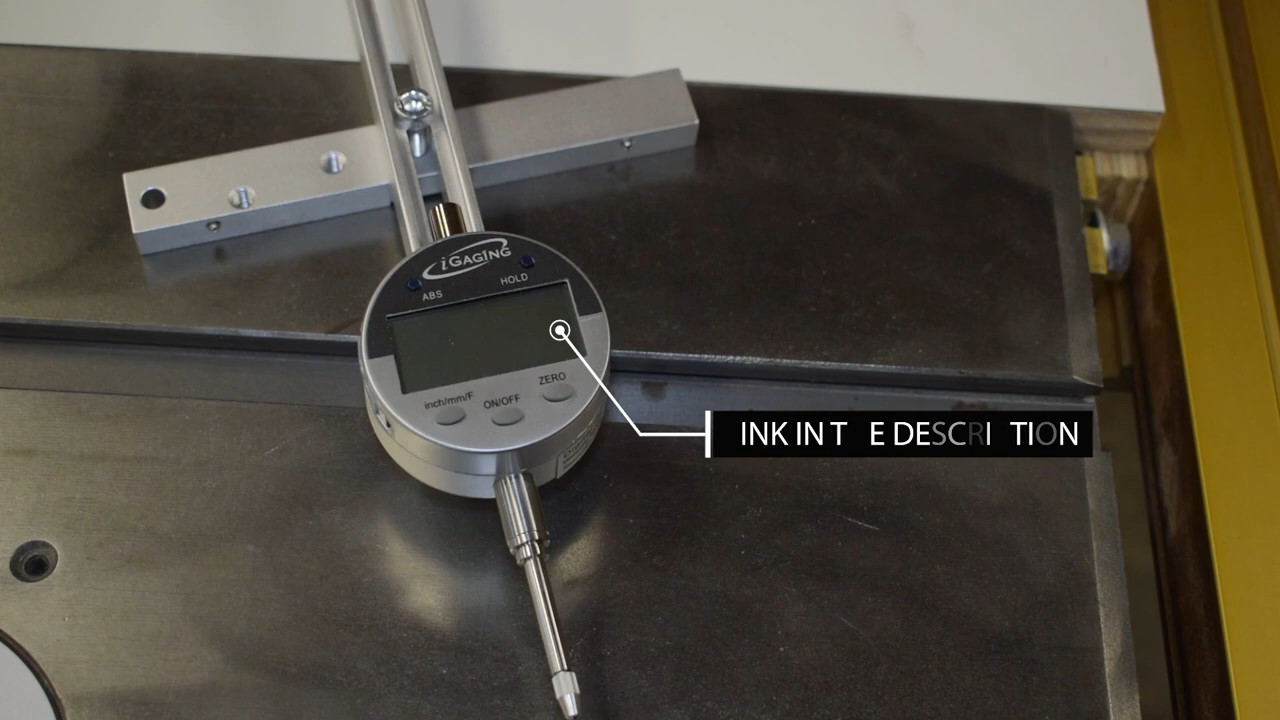 iGAGING
ABS HOLD
inch/mm/F ON/OFF ZERO
INK IN T E DESCRI TION